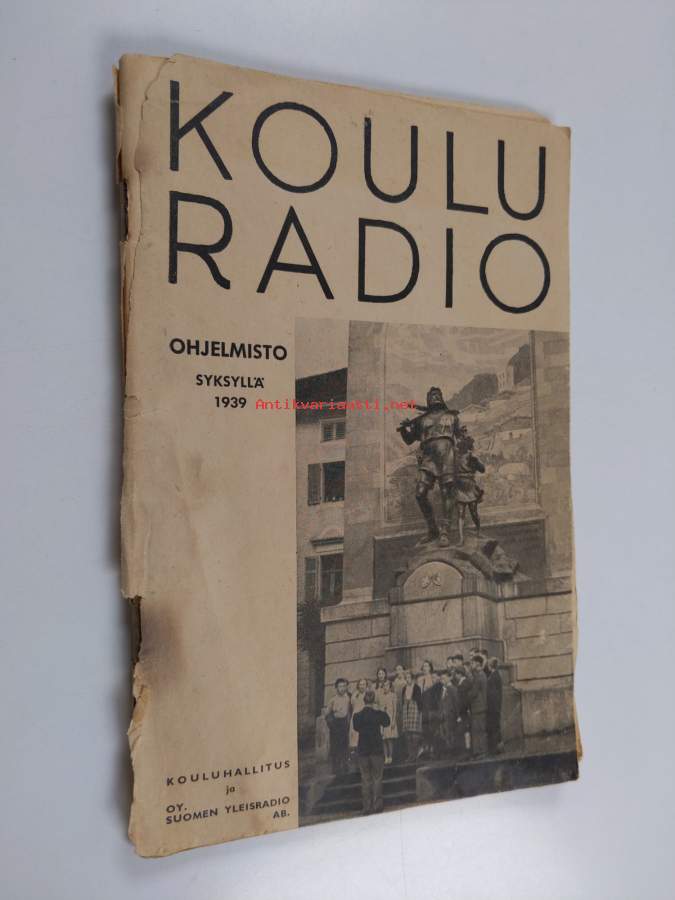 KOULU
RADIO
OHJELMISTO
SYKSYLLÄ
1939
Antikvariaatti.net
KOULUHALLITUS
ja
OY.
SUOMEN YLEISRADIO
AB.